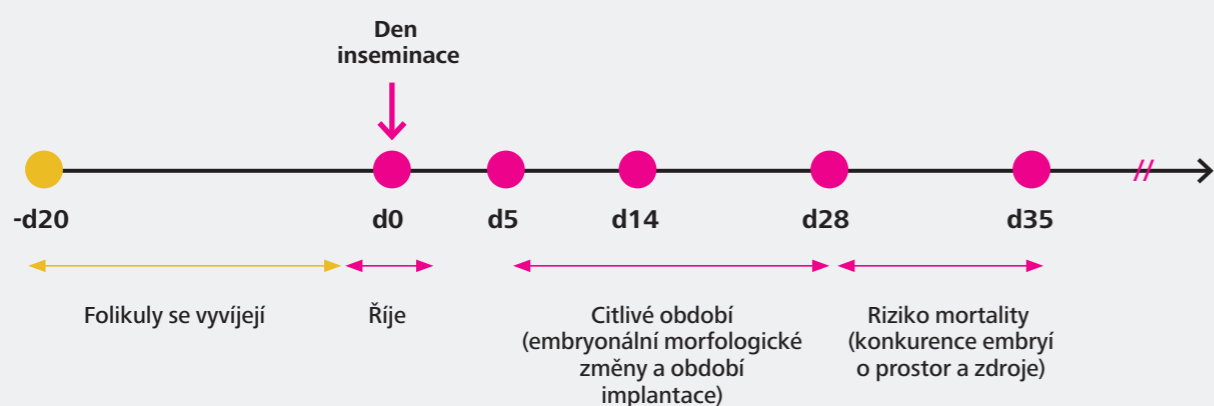 Den
inseminace
-d20
d0
d5
d14
d28
d35
Folikuly se vyvíjejí
Říje
Citlivé období
(embryonální morfologické
změny a období
implantace)
Riziko mortality
(konkurence embryí
o prostor a zdroje)